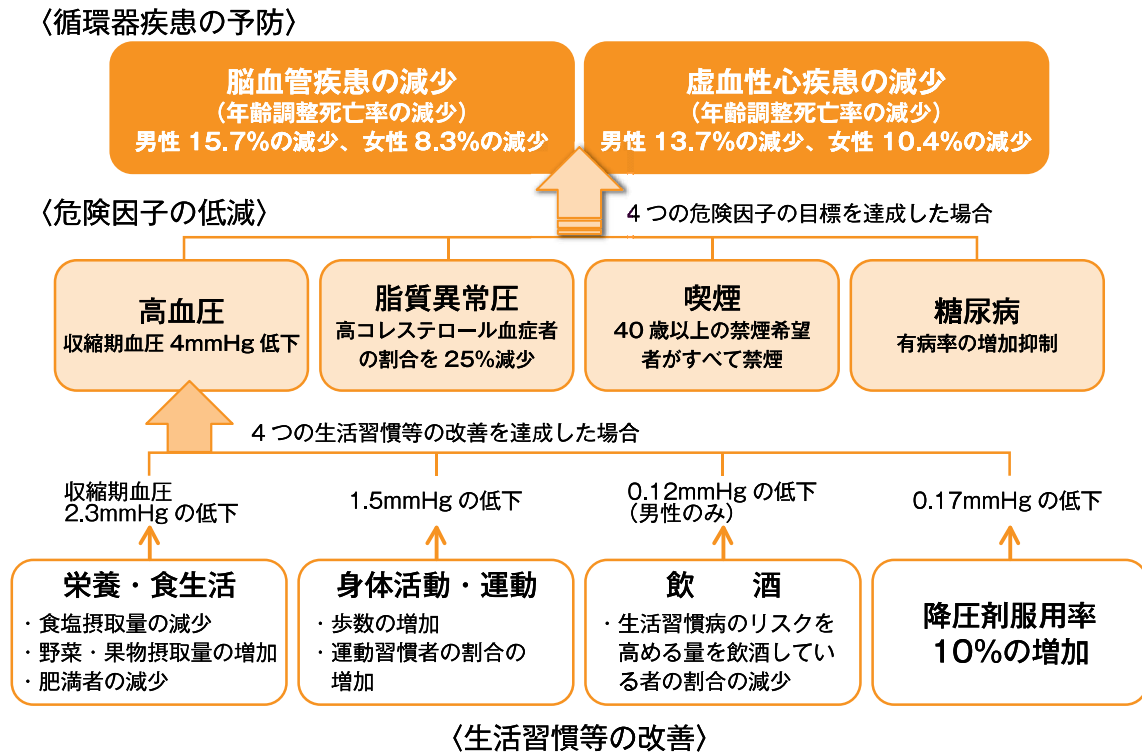 〈循環器疾患の予防〉
脳血管疾患の減少
（年齢調整死亡率の減少）
男性 15.7%の減少、女性 8.3%の減少
虚血性心疾患の減少
（年齢調整死亡率の減少）
男性 13.7%の減少、女性 10.4%の減少
〈危険因子の低減〉
4 つの危険因子の目標を達成した場合
高血圧
収縮期血圧 4mmHg 低下
脂質異常圧
高コレステロール血症者
の割合を 25%減少
喫煙
40 歳以上の禁煙希望
者がすべて禁煙
糖尿病
有病率の増加抑制
4 つの生活習慣等の改善を達成した場合
収縮期血圧
2.3mmHg の低下
1.5mmHg の低下
0.12mmHg の低下
（男性のみ）
0.17mmHg の低下
栄養・食生活
・食塩摂取量の減少
・野菜・果物摂取量の増加
・肥満者の減少
身体活動・運動
・歩数の増加
・運動習慣者の割合の
増加
飲　酒
・生活習慣病のリスクを
高める量を飲酒してい
る者の割合の減少
降圧剤服用率
10%の増加
〈生活習慣等の改善〉